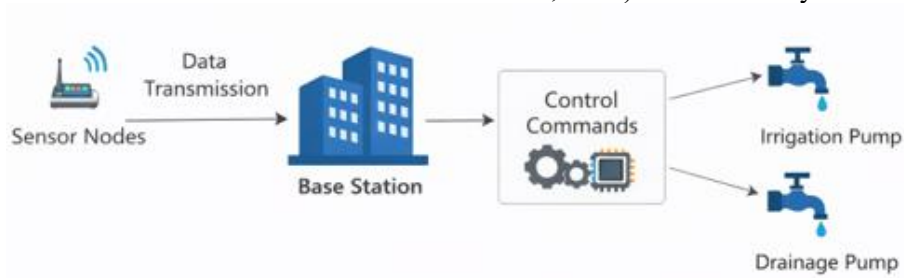 Data
Transmission
Sensor Nodes
Base Station
Control
Commands
Irrigation Pump
Drainage Pump